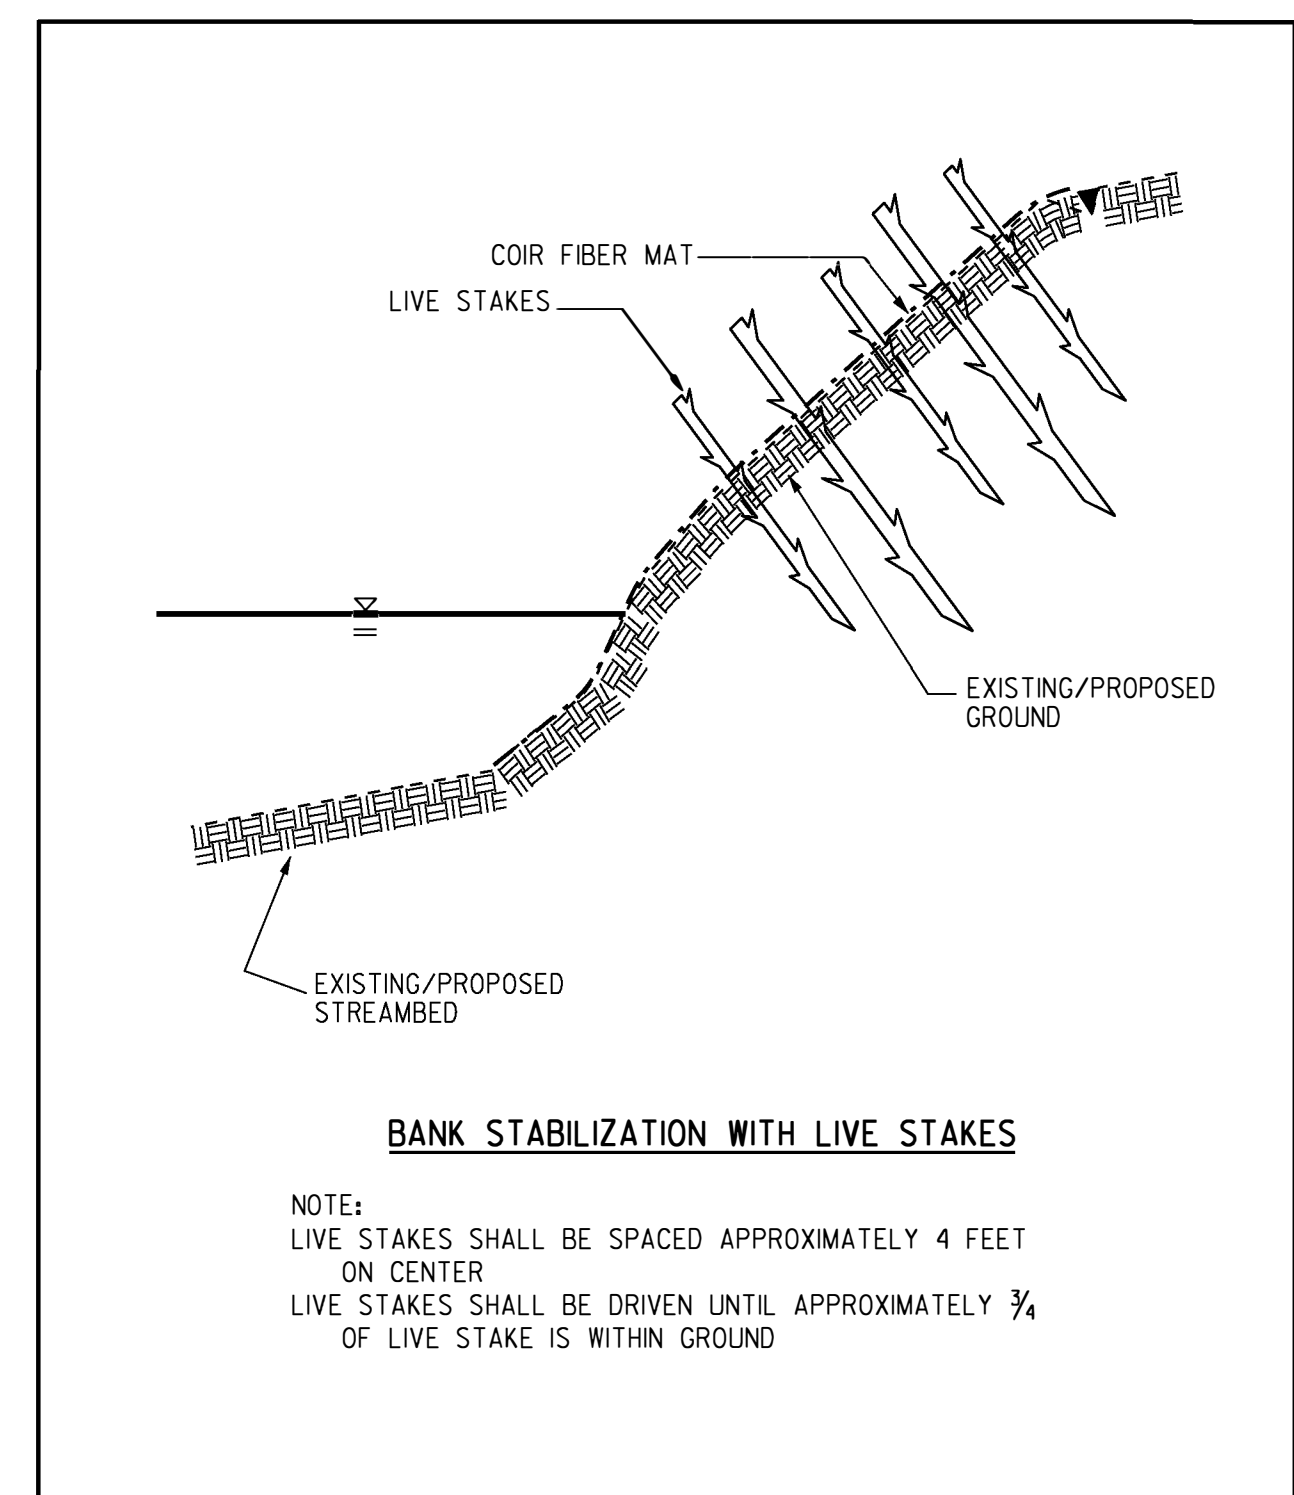 COIR FIBER MAT
LIVE STAKES
EXISTING/PROPOSED
GROUND
EXISTING/PROPOSED
STREAMBED
BANK STABILIZATION WITH LIVE STAKES
NOTE:
LIVE STAKES SHALL BE SPACED APPROXIMATELY 4 FEET
ON CENTER
LIVE STAKES SHALL BE DRIVEN UNTIL APPROXIMATELY ¾
OF LIVE STAKE IS WITHIN GROUND